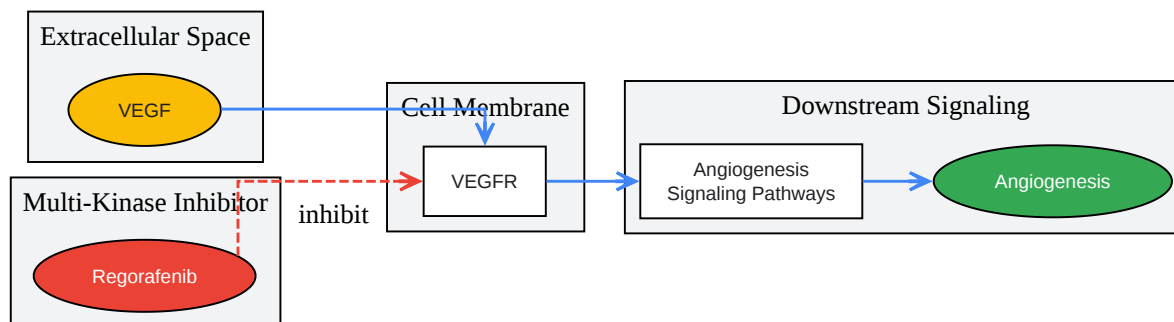 Extracellular Space
VEGF
Cell Membrane
VEGFR
Downstream Signaling
Angiogenesis
Signaling Pathways
Angiogenesis
Multi-Kinase Inhibitor
inhibit
Regorafenib